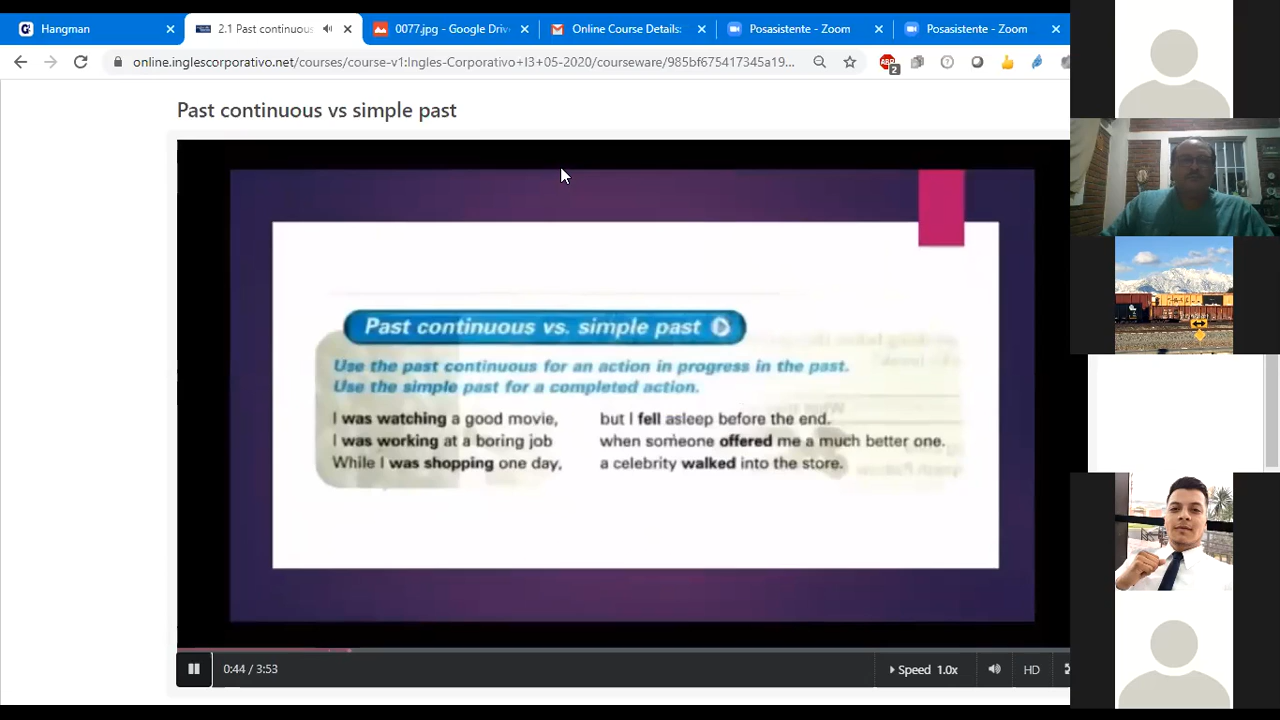 Hangman
2.1 Past continuous
0077.jpg - Google Driv
Online Course Details:
Posasistente - Zoom
Posasistente - Zoom
online.inglescorporativo.net/courses/course-v1:Ingles-Corporativo+I3+05-2020/courseware/985bf675417345a19...
ABP
2
Past continuous vs simple past
Past continuous vs. simple past
Use the past continuous for an action in progress in the past.
Use the simple past for a completed action.
I was watching a good movie, but I fell asleep before the end.
I was working at a boring job when someone offered me a much better one.
While I was shopping one day, a celebrity walked into the store.
0:44 / 3:53
Speed 1.0x
HD